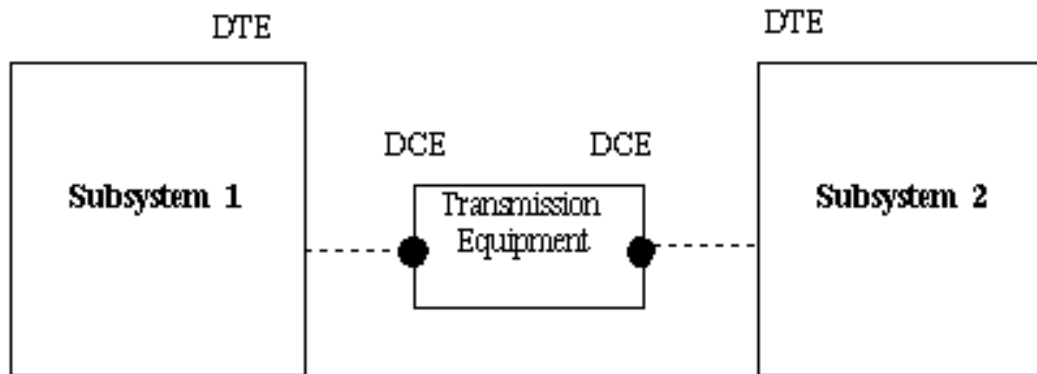 DTE
DTE
DCE
DCE
Subsystem 1
Transmission
Equipment
Subsystem 2